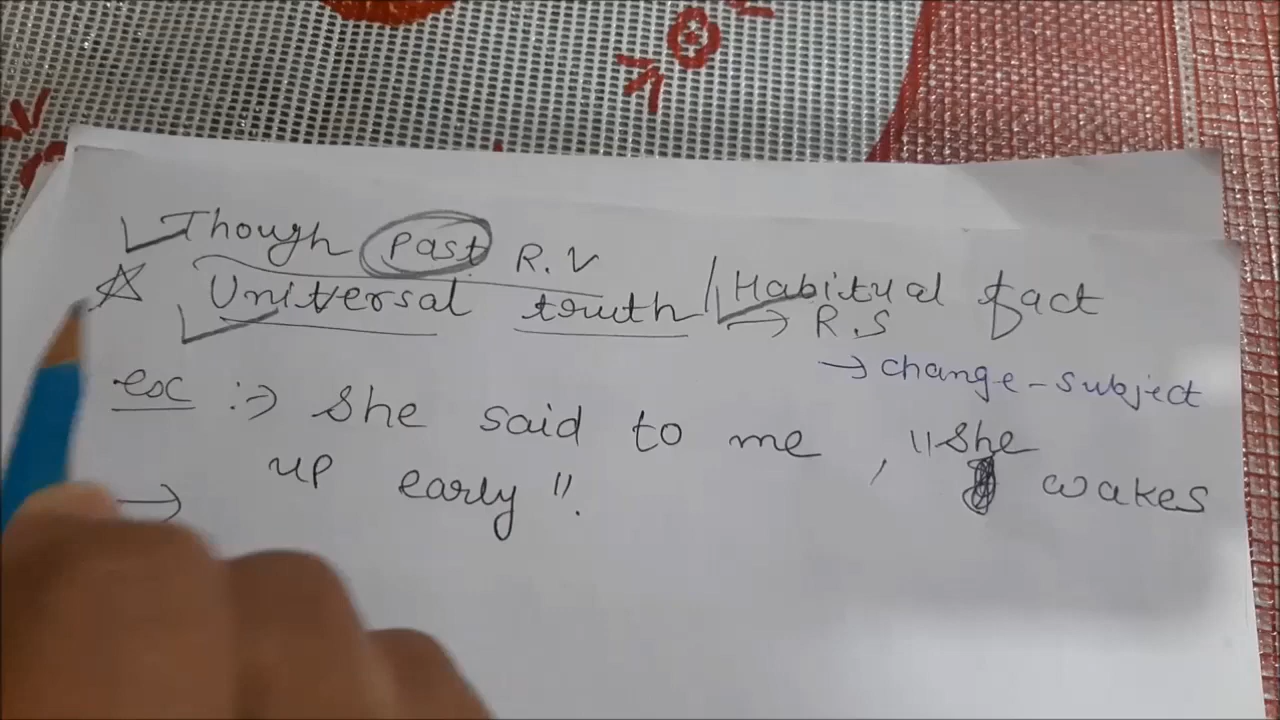 Though Past R.V
Universal truth / Habitual fact
→ R.S
→ change - subject
ex :→ She said to me, "She wakes
up early".
→